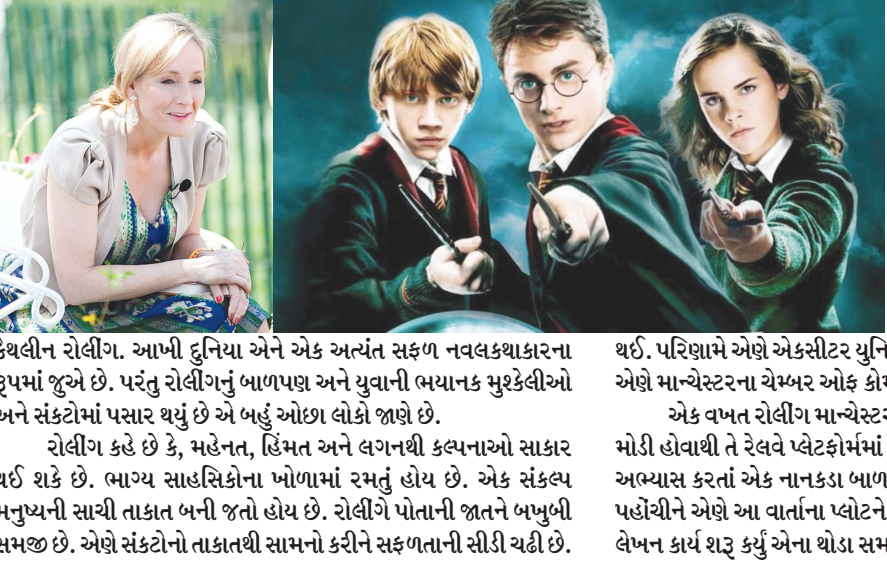 કેથલીન રોલીંગ. આખી દુનિયા એને એક અત્યંત સફળ નવલકથાકારના
રૂપમાં જુએ છે. પરંતુ રોલીંગનું બાળપણ અને યુવાની ભયાનક મુશ્કેલીઓ
અને સંકટોમાં પસાર થયું છે એ બહું ઓછા લોકો જાણે છે.
રોલીંગ કહે છે કે, મહેનત, હિંમત અને લગનથી કલ્પનાઓ સાકાર
થઈ શકે છે. ભાગ્ય સાહસિકોના ખોળામાં રમતું હોય છે. એક સંકલ્પ
મનુષ્યની સાચી તાકાત બની જતો હોય છે. રોલીંગે પોતાની જાતને બખુબી
સમજી છે. એણે સંકટોનો તાકાતથી સામનો કરીને સફળતાની સીડી ચઢી છે.
થઈ. પરિણામે એણે એક્સીટર
એણે માન્ચેસ્ટરના ચેમ્બર ઓફ
એક વખત રોલીંગ
મોડી હોવાથી તે રેલવે પ્લેટફોર્મમાં
અભ્યાસ કરતાં એક નાનકડા
પહોંચીને એણે આ વાર્તાના પ્લોટને
લેખન કાર્ય શરૂ કર્યું એના થોડા